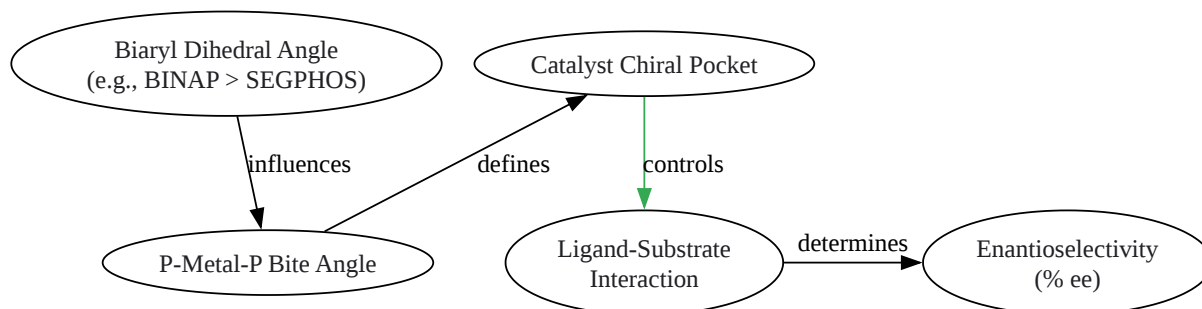 Biaryl Dihedral Angle
(e.g., BINAP > SEGPHOS)
Catalyst Chiral Pocket
influences
defines
controls
P-Metal-P Bite Angle
Ligand-Substrate
Interaction
determines
Enantioselectivity
(% ee)